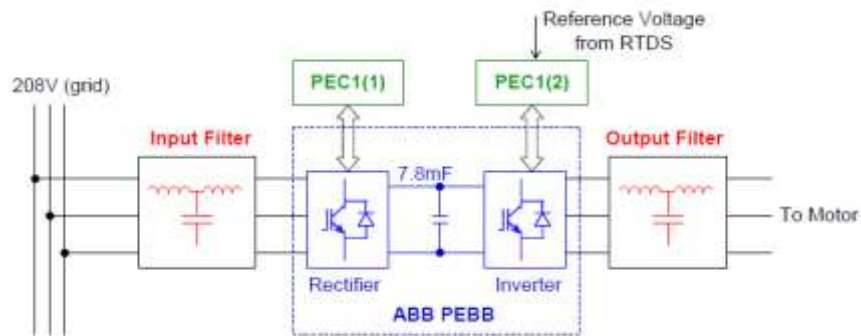 Reference Voltage
from RTDS
208V (grid)
PEC1(1)
PEC1(2)
Input Filter
Output Filter
7.8mF
To Motor
Rectifier
Inverter
ABB PEBB